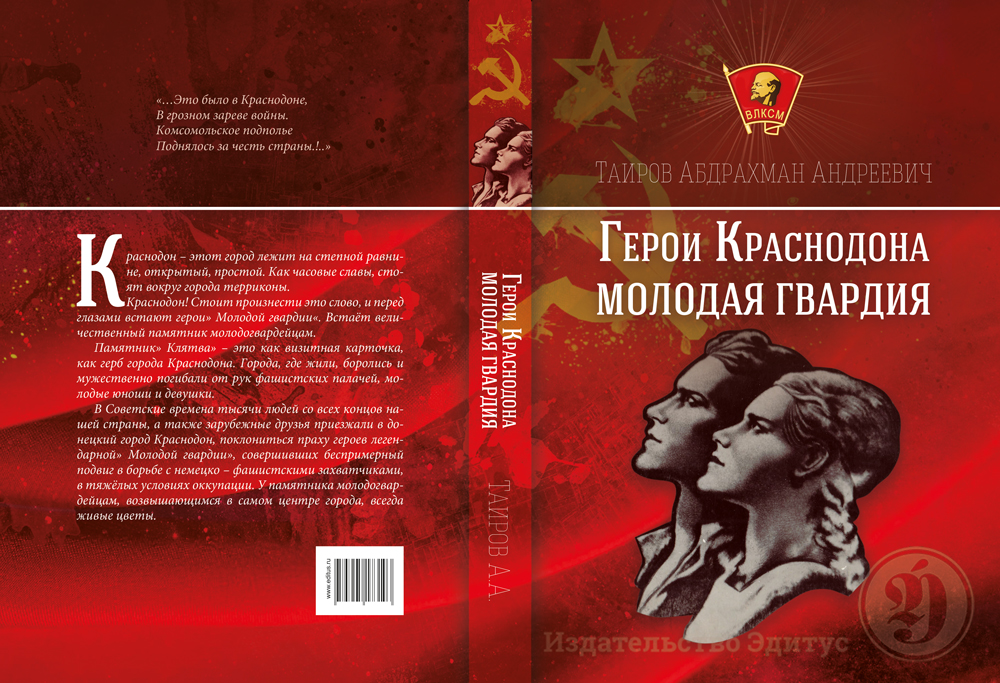 «…Это было в Краснодоне,
В грозном зареве войны.
Комсомольское подполье
Поднялось за честь страны.!..»
Краснодон – этот город лежит на степной равни-
не, открытый, простой. Как часовые славы, сто-
ят вокруг города терриконы.
Краснодон! Стоит произнести это слово, и перед
глазами встают герои» Молодой гвардии«. Встаёт вели-
чественный памятник молодогвардейцам.
Памятник» Клятва» – это как визитная карточка,
как герб города Краснодона. Города, где жили, боролись и
мужественно погибали от рук фашистских палачей, мо-
лодые юноши и девушки.
В Советские времена тысячи людей со всех концов на-
шей страны, а также зарубежные друзья приезжали в до-
нецкий город Краснодон, поклониться праху героев леген-
дарной» Молодой гвардии», совершивших беспримерный
подвиг в борьбе с немецко – фашистскими захватчиками,
в тяжёлых условиях оккупации. У памятника молодогвар-
дейцам, возвышающимся в самом центре города, всегда
живые цветы.
www.editus.ru
Герои Краснодона
молодая гвардия
Таиров А.А.
ВЛКСМ
Таиров Абдрахман Андреевич
Герои Краснодона
молодая гвардия
Издательство Эдитус